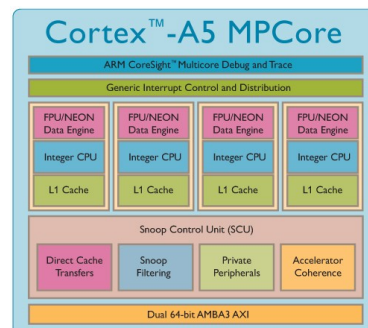 Cortex™-A5 MPCore
ARM CoreSight™ Multicore Debug and Trace
Generic Interrupt Control and Distribution
FPU/NEON
Data Engine
Integer CPU
L1 Cache
FPU/NEON
Data Engine
Integer CPU
L1 Cache
FPU/NEON
Data Engine
Integer CPU
L1 Cache
FPU/NEON
Data Engine
Integer CPU
L1 Cache
Snoop Control Unit (SCU)
Direct Cache
Transfers
Snoop
Filtering
Private
Peripherals
Accelerator
Coherence
Dual 64-bit AMBA3 AXI